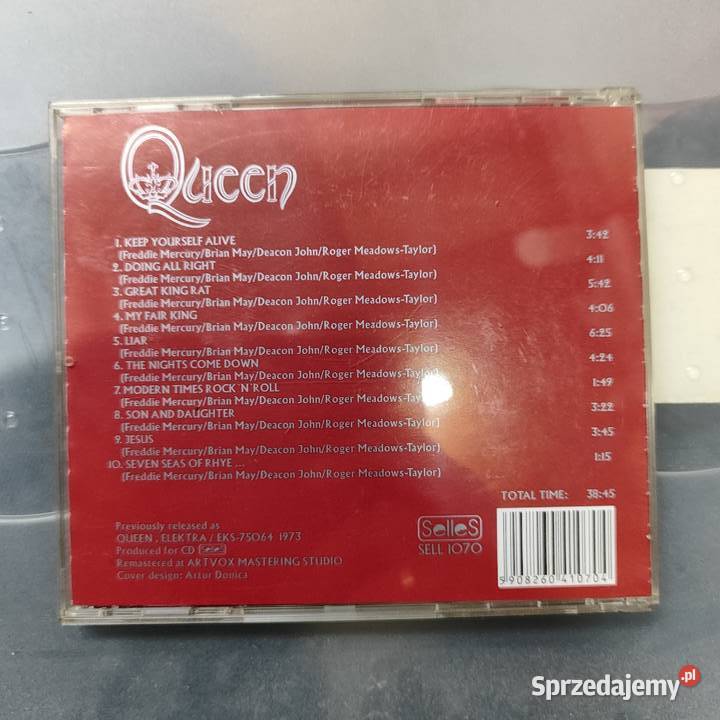 Queen
1. KEEP YOURSELF ALIVE 3:42
(Freddie Mercury/Brian May/Deacon John/Roger Meadows-Taylor)
2. DOING ALL RIGHT 4:11
(Freddie Mercury/Brian May/Deacon John/Roger Meadows-Taylor)
3. GREAT KING RAT 5:42
(Freddie Mercury/Brian May/Deacon John/Roger Meadows-Taylor)
4. MY FAIR KING 4:06
(Freddie Mercury/Brian May/Deacon John/Roger Meadows-Taylor)
5. LIAR 6:25
(Freddie Mercury/Brian May/Deacon John/Roger Meadows-Taylor)
6. THE NIGHTS COME DOWN 4:24
(Freddie Mercury/Brian May/Deacon John/Roger Meadows-Taylor)
7. MODERN TIMES ROCK 'N' ROLL 1:49
(Freddie Mercury/Brian May/Deacon John/Roger Meadows-Taylor)
8. SON AND DAUGHTER 3:22
(Freddie Mercury/Brian May/Deacon John/Roger Meadows-Taylor)
9. JESUS 3:45
(Freddie Mercury/Brian May/Deacon John/Roger Meadows-Taylor)
10. SEVEN SEAS OF RHYE ... 1:15
(Freddie Mercury/Brian May/Deacon John/Roger Meadows-Taylor)
TOTAL TIME: 38:45
Previously released as
QUEEN , ELEKTRA / EKS-75064 1973
Produced for CD SelleS
Remastered at ARTVOX MASTERING STUDIO
Cover design: Artur Donica
SelleS
SELL 1070
5 908260 410704
Sprzedajemy.pl